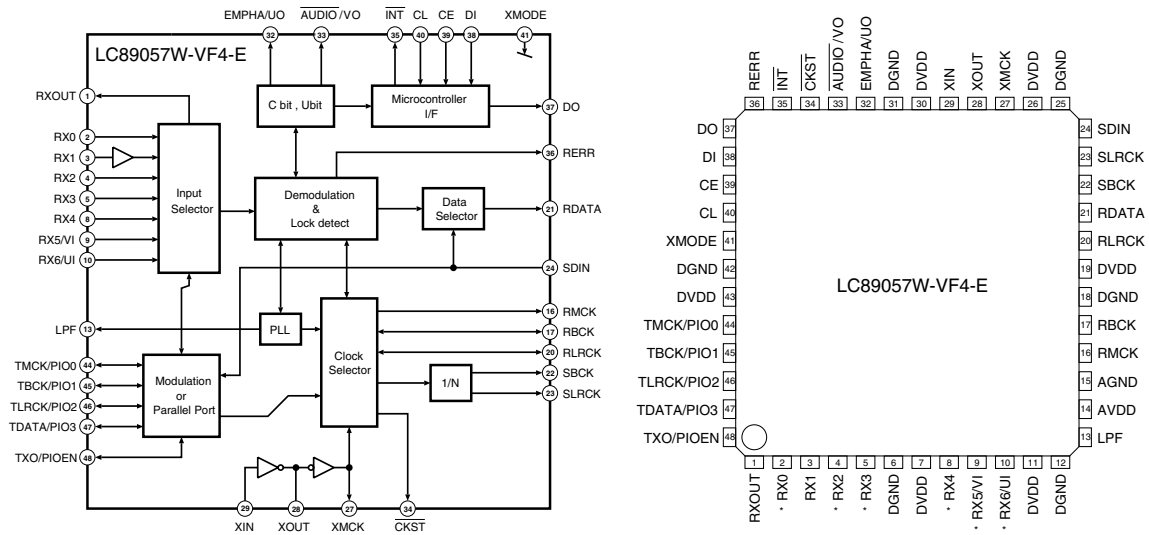 EMPHA/UO
AUDIO/VO
INT
CL
CE
DI
XMODE
32
33
35
40
39
38
41
LC89057W-VF4-E
RXOUT
1
C bit , Ubit
Microcontroller
I/F
37
DO
RX0
2
RX1
3
RX2
4
RX3
5
RX4
8
RX5/VI
9
RX6/UI
10
Input
Selector
36
RERR
Demodulation
&
Lock detect
Data
Selector
21
RDATA
24
SDIN
LPF
13
PLL
Clock
Selector
16
RMCK
17
RBCK
20
RLRCK
22
SBCK
23
SLRCK
1/N
TMCK/PIO0
44
TBCK/PIO1
45
TLRCK/PIO2
46
TDATA/PIO3
47
TXO/PIOEN
48
Modulation
or
Parallel Port
29
28
27
34
XIN
XOUT
XMCK
CKST
RERR
INT
CKST
AUDIO/VO
EMPHA/UO
DGND
DVDD
XIN
XOUT
XMCK
DVDD
DGND
36
35
34
33
32
31
30
29
28
27
26
25
DO
37
DI
38
CE
39
CL
40
XMODE
41
DGND
42
DVDD
43
TMCK/PIO0
44
TBCK/PIO1
45
TLRCK/PIO2
46
TDATA/PIO3
47
TXO/PIOEN
48
LC89057W-VF4-E
24
SDIN
23
SLRCK
22
SBCK
21
RDATA
20
RLRCK
19
DVDD
18
DGND
17
RBCK
16
RMCK
15
AGND
14
AVDD
13
LPF
1
2
3
4
5
6
7
8
9
10
11
12
RXOUT
* RX0
RX1
* RX2
* RX3
DGND
DVDD
* RX4
* RX5/VI
* RX6/UI
DVDD
DGND